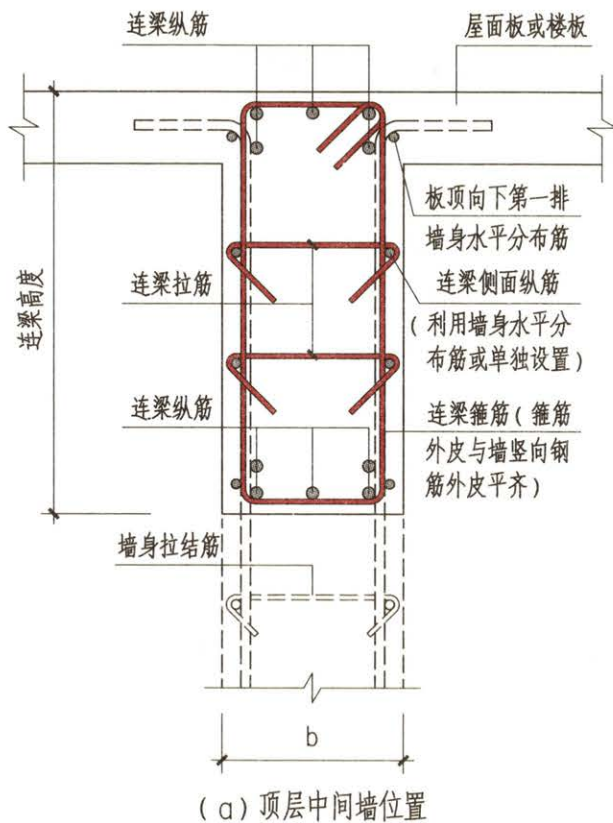 连梁纵筋
屋面板或楼板
板顶向下第一排
墙身水平分布筋
连梁高度
连梁拉筋
连梁侧面纵筋
(利用墙身水平分
布筋或单独设置)
连梁纵筋
连梁箍筋(箍筋
外皮与墙竖向钢
筋外皮平齐)
墙身拉结筋
b
(a)顶层中间墙位置